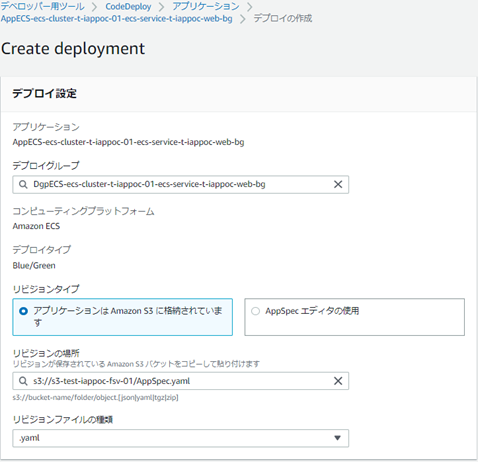 デベロッパー用ツール > CodeDeploy > アプリケーション >
AppECS-ecs-cluster-t-iappoc-01-ecs-service-t-iappoc-web-bg > デプロイの作成
Create deployment
デプロイ設定
アプリケーション
AppECS-ecs-cluster-t-iappoc-01-ecs-service-t-iappoc-web-bg
デプロイグループ
DgpECS-ecs-cluster-t-iappoc-01-ecs-service-t-iappoc-web-bg
コンピューティングプラットフォーム
Amazon ECS
デプロイタイプ
Blue/Green
リビジョンタイプ
アプリケーションは Amazon S3 に格納されていま
す
AppSpec エディタの使用
リビジョンの場所
リビジョンが保存されている Amazon S3 バケットをコピーして貼り付けます
s3://s3-test-iappoc-fsv-01/AppSpec.yaml
s3://bucket-name/folder/object.[json|yaml|tgz|zip]
リビジョンファイルの種類
.yaml